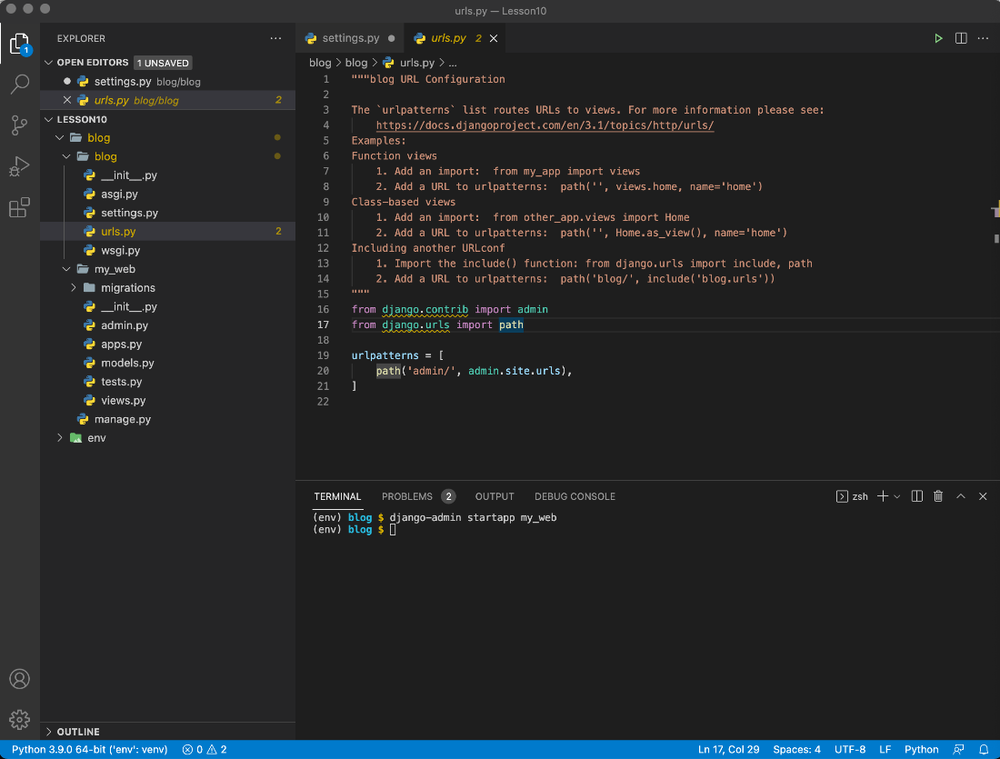 urls.py — Lesson10
1
EXPLORER
OPEN EDITORS 1 UNSAVED
settings.py blog/blog
urls.py blog/blog 2
LESSON10
blog
blog
__init__.py
asgi.py
settings.py
urls.py 2
wsgi.py
my_web
migrations
__init__.py
admin.py
apps.py
models.py
tests.py
views.py
manage.py
env
OUTLINE
settings.py
urls.py 2
blog > blog > urls.py > ...
1 """blog URL Configuration
2
3 The `urlpatterns` list routes URLs to views. For more information please see:
4     https://docs.djangoproject.com/en/3.1/topics/http/urls/
5 Examples:
6 Function views
7     1. Add an import:  from my_app import views
8     2. Add a URL to urlpatterns:  path('', views.home, name='home')
9 Class-based views
10     1. Add an import:  from other_app.views import Home
11     2. Add a URL to urlpatterns:  path('', Home.as_view(), name='home')
12 Including another URLconf
13     1. Import the include() function: from django.urls import include, path
14     2. Add a URL to urlpatterns:  path('blog/', include('blog.urls'))
15 """
16 from django.contrib import admin
17 from django.urls import path
18
19 urlpatterns = [
20     path('admin/', admin.site.urls),
21 ]
22
TERMINAL PROBLEMS 2 OUTPUT DEBUG CONSOLE
zsh
(env) blog $ django-admin startapp my_web
(env) blog $
Python 3.9.0 64-bit ('env': venv) 0 2 Ln 17, Col 29 Spaces: 4 UTF-8 LF Python